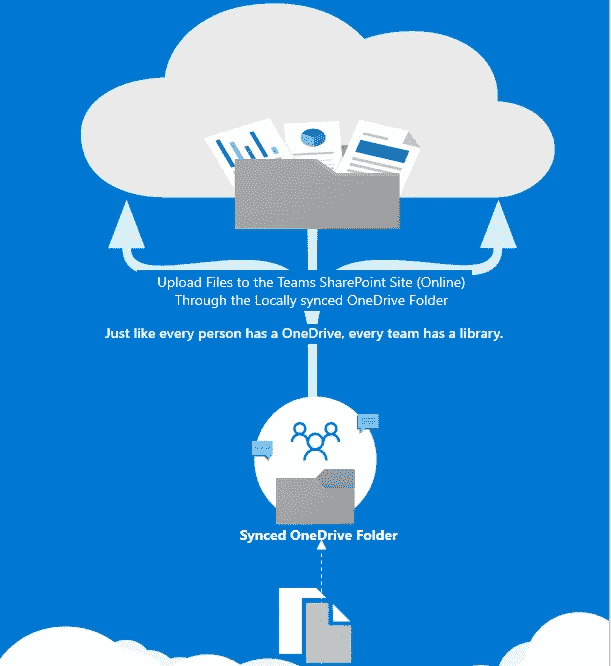 Upload Files to the Teams SharePoint Site (Online)
Through the Locally synced OneDrive Folder
Just like every person has a OneDrive, every team has a library.
Synced OneDrive Folder